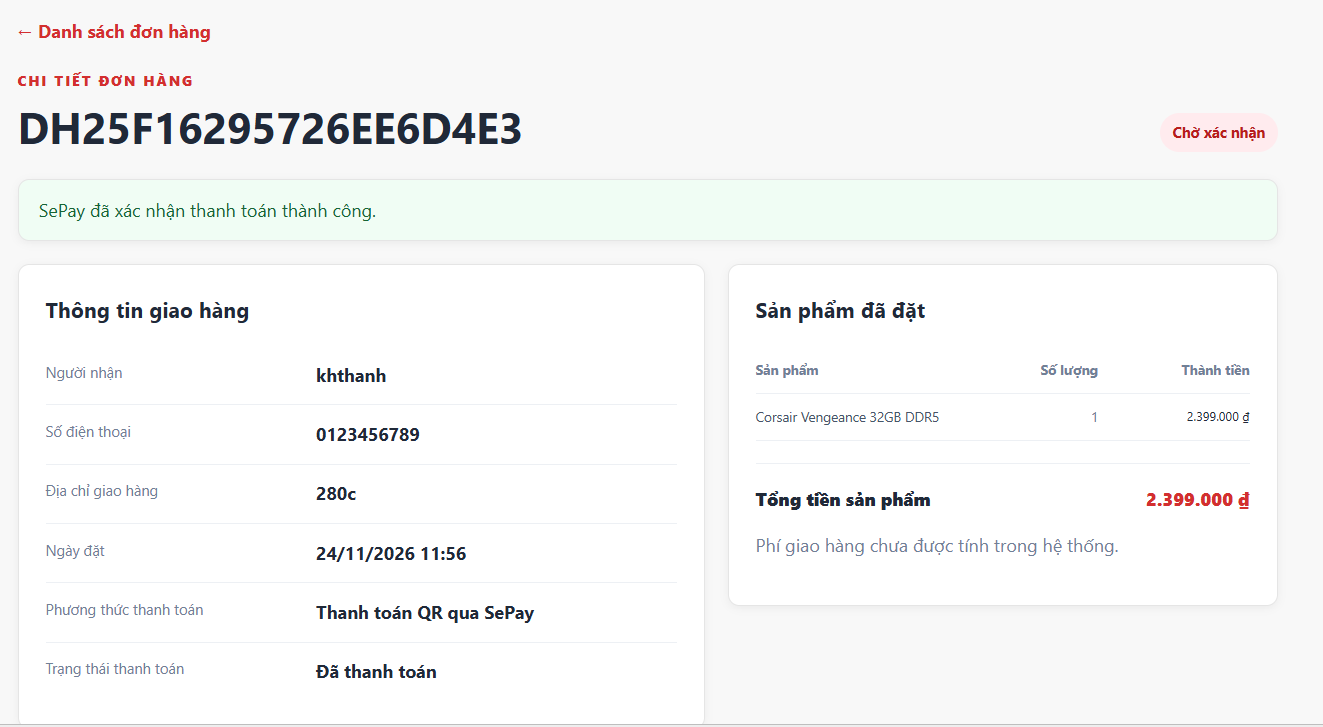 ← Danh sách đơn hàng
CHI TIẾT ĐƠN HÀNG
DH25F16295726EE6D4E3
Chờ xác nhận
SePay đã xác nhận thanh toán thành công.
Thông tin giao hàng
Người nhận khthanh
Số điện thoại 0123456789
Địa chỉ giao hàng 280c
Ngày đặt 24/11/2026 11:56
Phương thức thanh toán Thanh toán QR qua SePay
Trạng thái thanh toán Đã thanh toán
Sản phẩm đã đặt
Sản phẩm Số lượng Thành tiền
Corsair Vengeance 32GB DDR5 1 2.399.000 ₫
Tổng tiền sản phẩm 2.399.000 ₫
Phí giao hàng chưa được tính trong hệ thống.